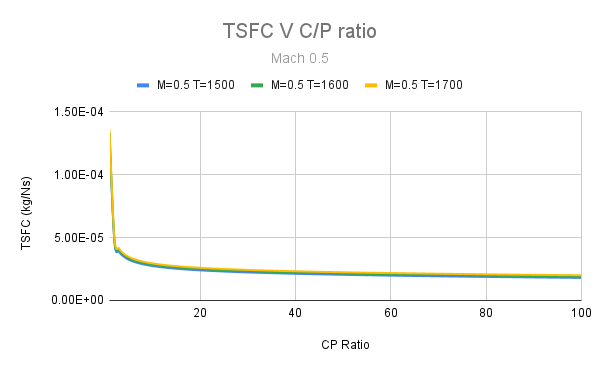 TSFC V C/P ratio
Mach 0.5
M=0.5 T=1500 M=0.5 T=1600 M=0.5 T=1700
1.50E-04
1.00E-04
5.00E-05
0.00E+00
TSFC (kg/Ns)
20 40 60 80 100
CP Ratio